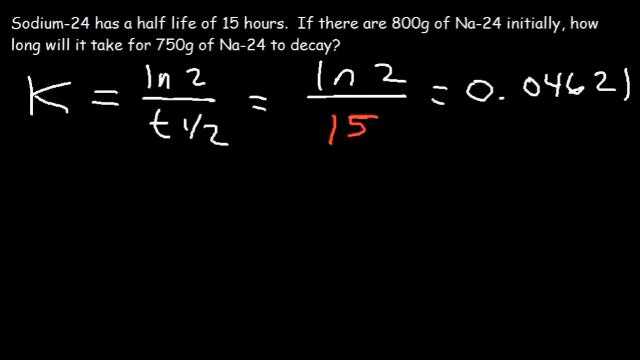 Sodium-24 has a half life of 15 hours. If there are 800g of Na-24 initially, how
long will it take for 750g of Na-24 to decay?
K = ln 2 / t 1/2 = ln 2 / 15 = 0.04621